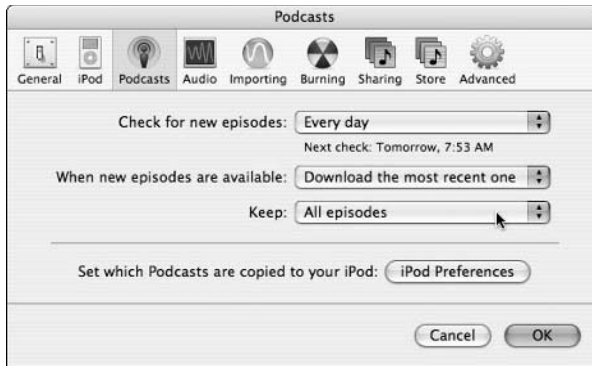 Podcasts
General iPod Podcasts Audio Importing Burning Sharing Store Advanced
Check for new episodes: Every day
Next check: Tomorrow, 7:53 AM
When new episodes are available: Download the most recent one
Keep: All episodes
Set which Podcasts are copied to your iPod: iPod Preferences
Cancel OK